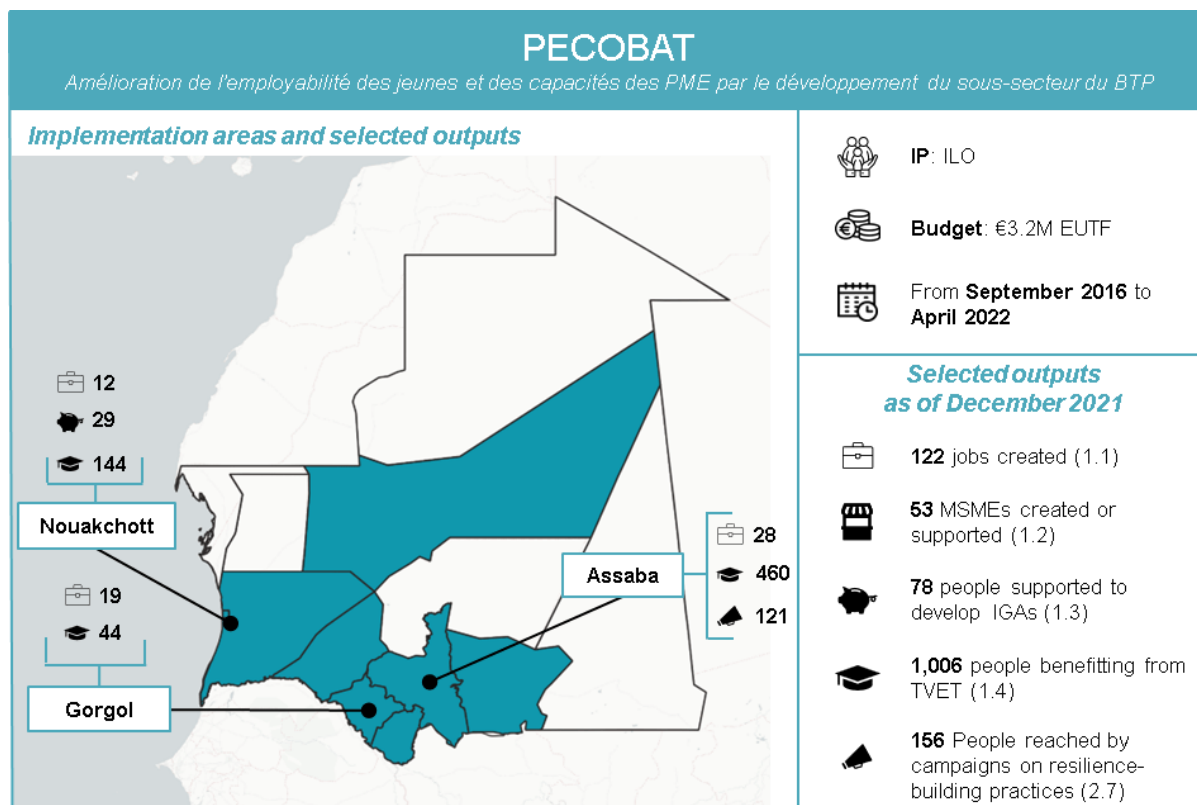 PECOBAT
Amélioration de l'employabilité des jeunes et des capacités des PME par le développement du sous-secteur du BTP
Implementation areas and selected outputs
12
29
144
Nouakchott
19
44
Gorgol
28
460
121
Assaba
IP: ILO
Budget: €3.2M EUTF
From September 2016 to
April 2022
Selected outputs
as of December 2021
122 jobs created (1.1)
53 MSMEs created or
supported (1.2)
78 people supported to
develop IGAs (1.3)
1,006 people benefitting from
TVET (1.4)
156 People reached by
campaigns on resilience-
building practices (2.7)